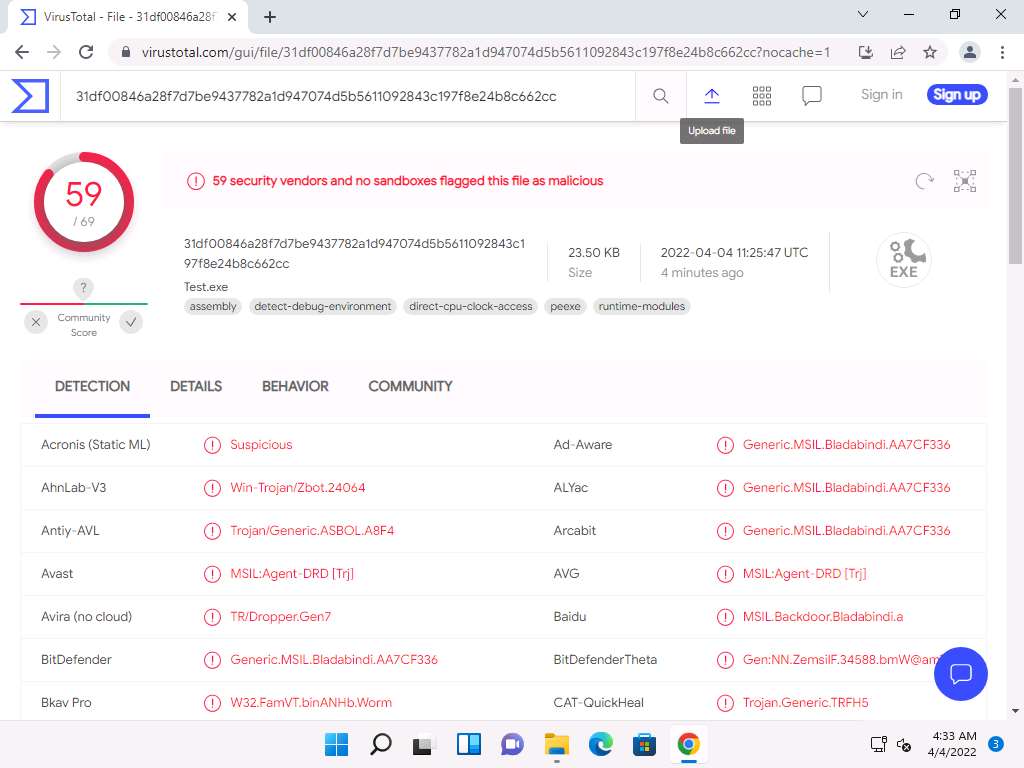 VirusTotal - File - 31df00846a28f
virustotal.com/gui/file/31df00846a28f7d7be9437782a1d947074d5b5611092843c197f8e24b8c662cc?nocache=1
31df00846a28f7d7be9437782a1d947074d5b5611092843c197f8e24b8c662cc
Sign in
Sign up
Upload file
59
/ 69
59 security vendors and no sandboxes flagged this file as malicious
31df00846a28f7d7be9437782a1d947074d5b5611092843c1
97f8e24b8c662cc
Test.exe
23.50 KB
Size
2022-04-04 11:25:47 UTC
4 minutes ago
EXE
assembly detect-debug-environment direct-cpu-clock-access peexe runtime-modules
?
Community
Score
DETECTION DETAILS BEHAVIOR COMMUNITY
Acronis (Static ML) Suspicious Ad-Aware Generic.MSIL.Bladabindi.AA7CF336
AhnLab-V3 Win-Trojan/Zbot.24064 ALYac Generic.MSIL.Bladabindi.AA7CF336
Antiy-AVL Trojan/Generic.ASBOL.A8F4 Arcabit Generic.MSIL.Bladabindi.AA7CF336
Avast MSIL:Agent-DRD [Trj] AVG MSIL:Agent-DRD [Trj]
Avira (no cloud) TR/Dropper.Gen7 Baidu MSIL.Backdoor.Bladabindi.a
BitDefender Generic.MSIL.Bladabindi.AA7CF336 BitDefenderTheta Gen:NN.ZemsilF.34588.bmW@am
Bkav Pro W32.FamVT.binANHb.Worm CAT-QuickHeal Trojan.Generic.TRFH5
4:33 AM
4/4/2022
3